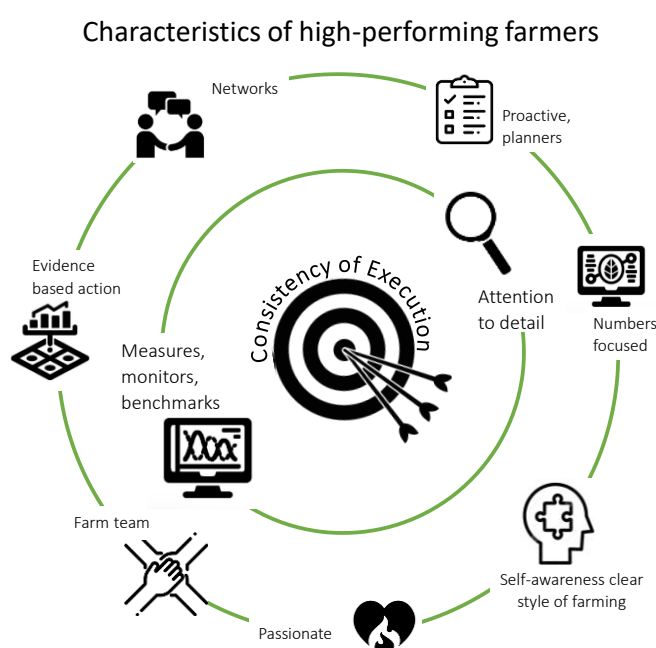 Characteristics of high-performing farmers
Networks
Proactive,
planners
Evidence
based action
Consistency of Execution
Attention
to detail
Numbers
focused
Measures,
monitors,
benchmarks
Farm team
Self-awareness clear
style of farming
Passionate